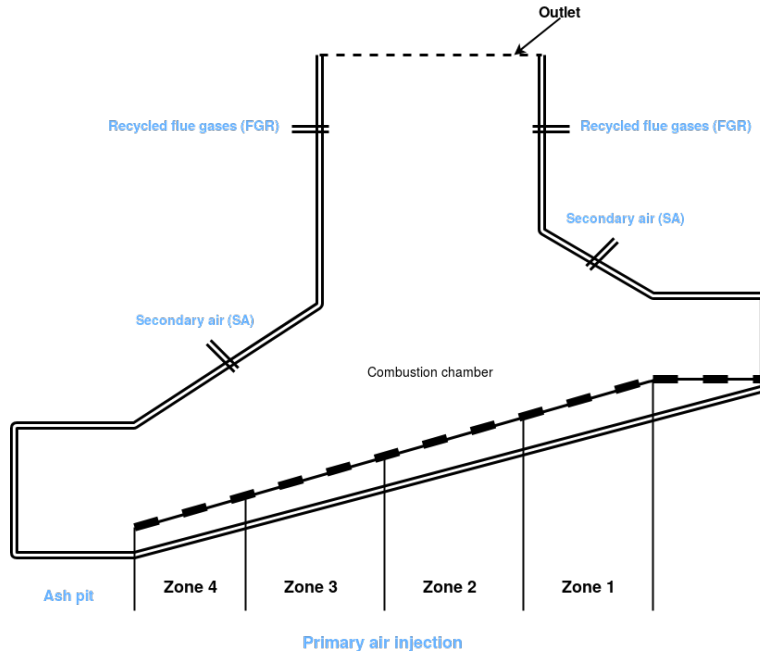 Outlet
Recycled flue gases (FGR)
Recycled flue gases (FGR)
Secondary air (SA)
Secondary air (SA)
Combustion chamber
Zone 4
Zone 3
Zone 2
Zone 1
Ash pit
Primary air injection